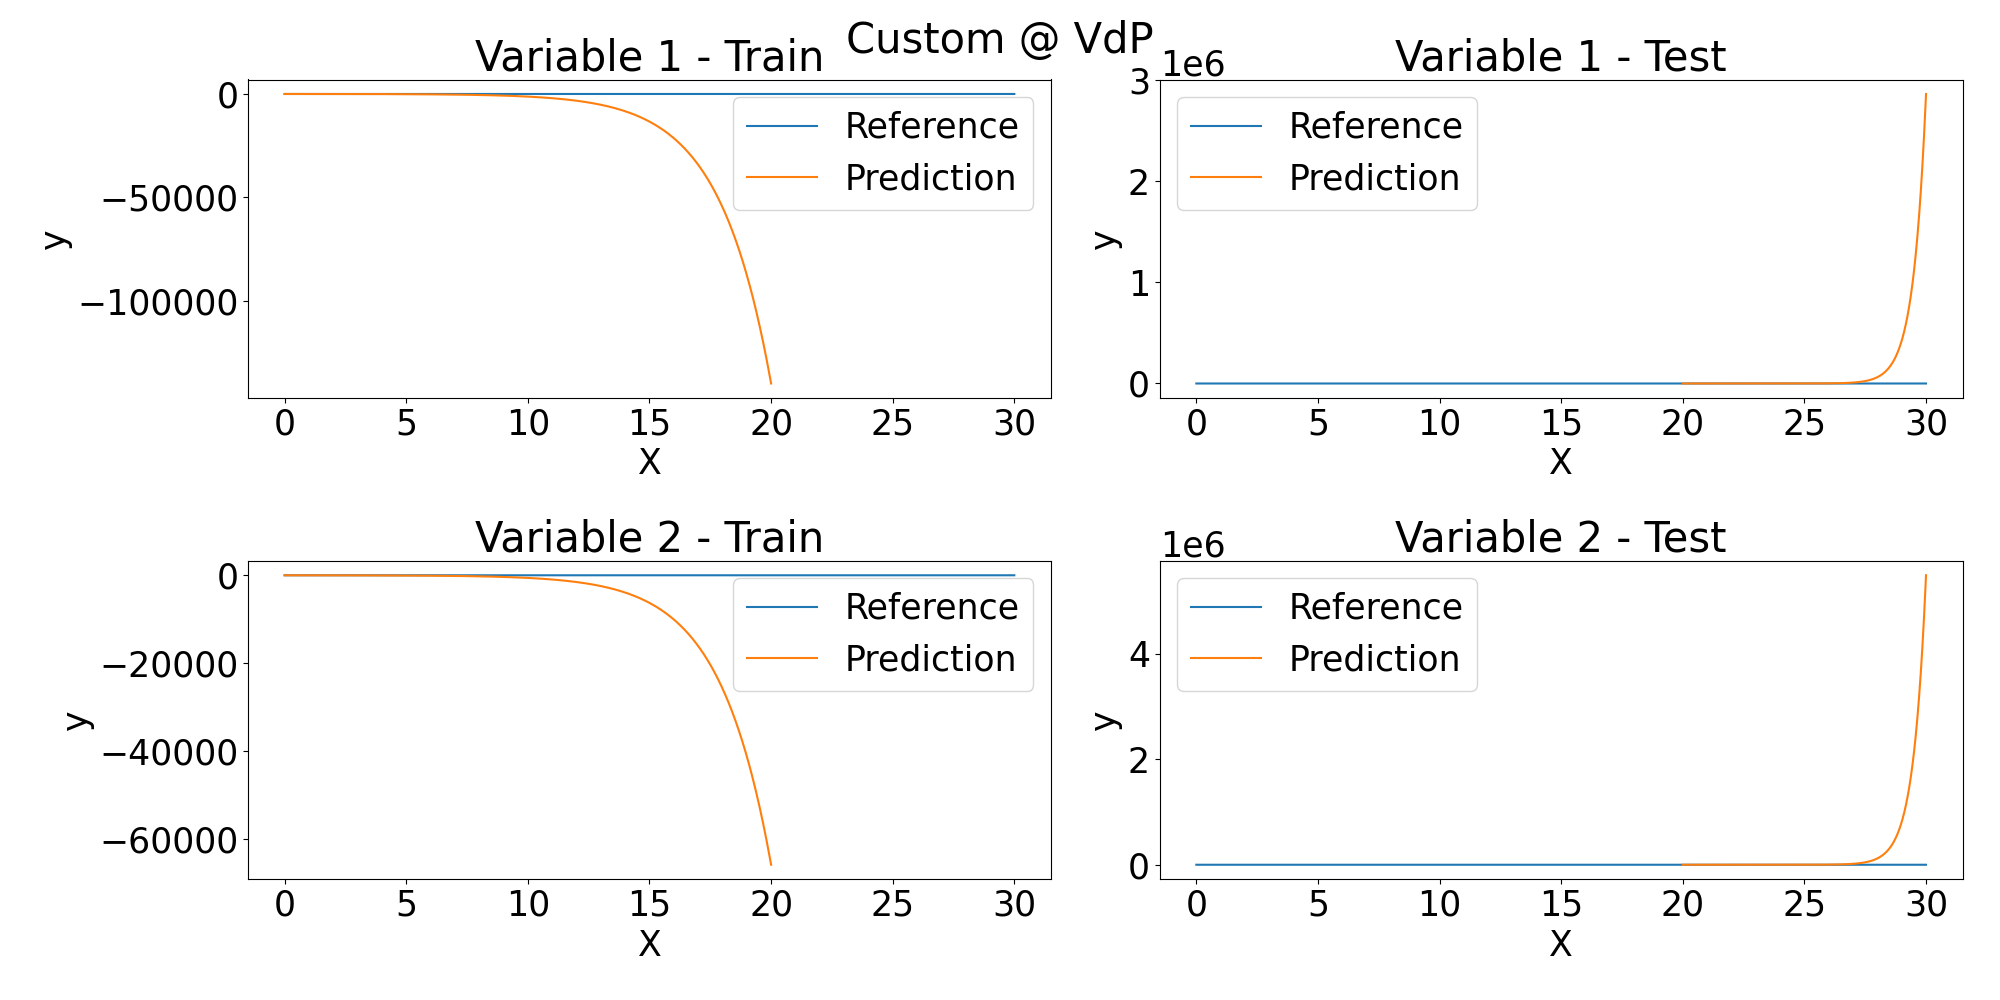 Custom @ VdP
Variable 1 - Train
0
−50000
−100000
y
Reference
Prediction
0 5 10 15 20 25 30
X
Variable 1 - Test
1e6
3
2
1
0
y
Reference
Prediction
0 5 10 15 20 25 30
X
Variable 2 - Train
0
−20000
−40000
−60000
y
Reference
Prediction
0 5 10 15 20 25 30
X
Variable 2 - Test
1e6
4
2
0
y
Reference
Prediction
0 5 10 15 20 25 30
X